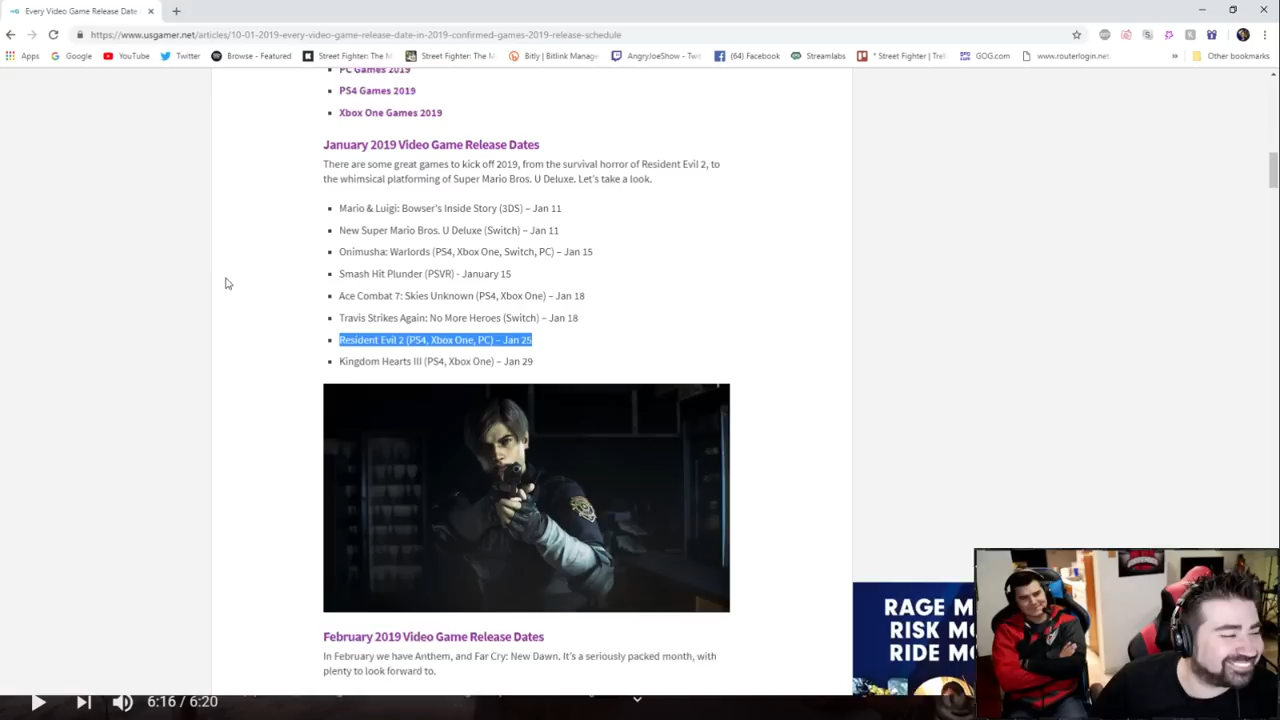 Every Video Game Release Date
https://www.usgamer.net/articles/10-01-2019-every-video-game-release-date-in-2019-confirmed-games-2019-release-schedule
Apps Google YouTube Twitter Browse - Featured Street Fighter: The M Street Fighter: The M Bitly | Bitlink Manage AngryJoeShow - Twi (64) Facebook Streamlabs * Street Fighter | Trel GOG.com www.routerlogin.net » Other bookmarks
PC Games 2019
PS4 Games 2019
Xbox One Games 2019
January 2019 Video Game Release Dates
There are some great games to kick off 2019, from the survival horror of Resident Evil 2, to
the whimsical platforming of Super Mario Bros. U Deluxe. Let's take a look.
Mario & Luigi: Bowser's Inside Story (3DS) – Jan 11
New Super Mario Bros. U Deluxe (Switch) – Jan 11
Onimusha: Warlords (PS4, Xbox One, Switch, PC) – Jan 15
Smash Hit Plunder (PSVR) - January 15
Ace Combat 7: Skies Unknown (PS4, Xbox One) – Jan 18
Travis Strikes Again: No More Heroes (Switch) – Jan 18
Resident Evil 2 (PS4, Xbox One, PC) – Jan 25
Kingdom Hearts III (PS4, Xbox One) – Jan 29
February 2019 Video Game Release Dates
In February we have Anthem, and Far Cry: New Dawn. It's a seriously packed month, with
plenty to look forward to.
RAGE M
RISK MO
RIDE MO
6:16 / 6:20